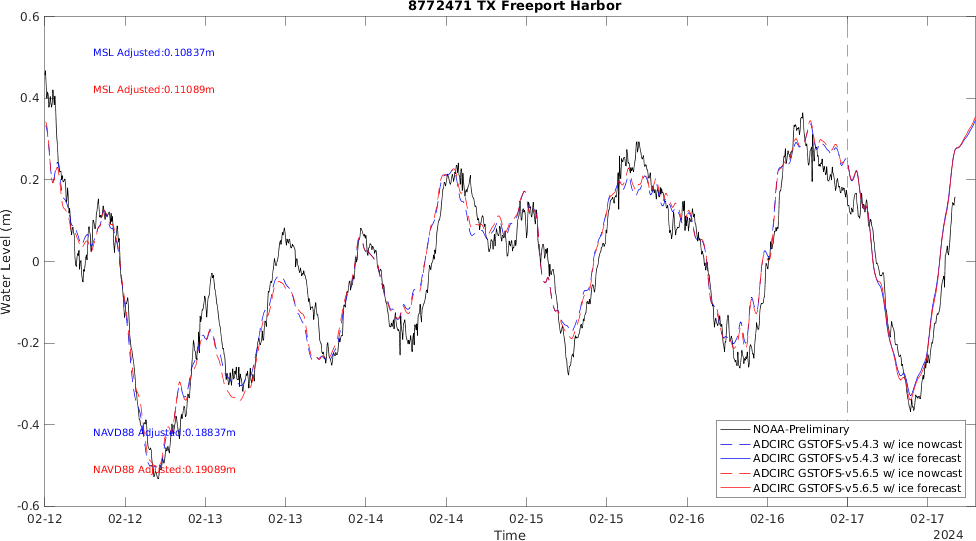 8772471 TX Freeport Harbor
0.6
MSL Adjusted:0.10837m
MSL Adjusted:0.11089m
0.4
0.2
0
-0.2
-0.4
-0.6
Water Level (m)
NAVD88 Adjusted:0.18837m
NAVD88 Adjusted:0.19089m
NOAA-Preliminary
ADCIRC GSTOFS-v5.4.3 w/ ice nowcast
ADCIRC GSTOFS-v5.4.3 w/ ice forecast
ADCIRC GSTOFS-v5.6.5 w/ ice nowcast
ADCIRC GSTOFS-v5.6.5 w/ ice forecast
02-12 02-12 02-13 02-13 02-14 02-14 02-15 02-15 02-16 02-16 02-17 02-17
Time
2024